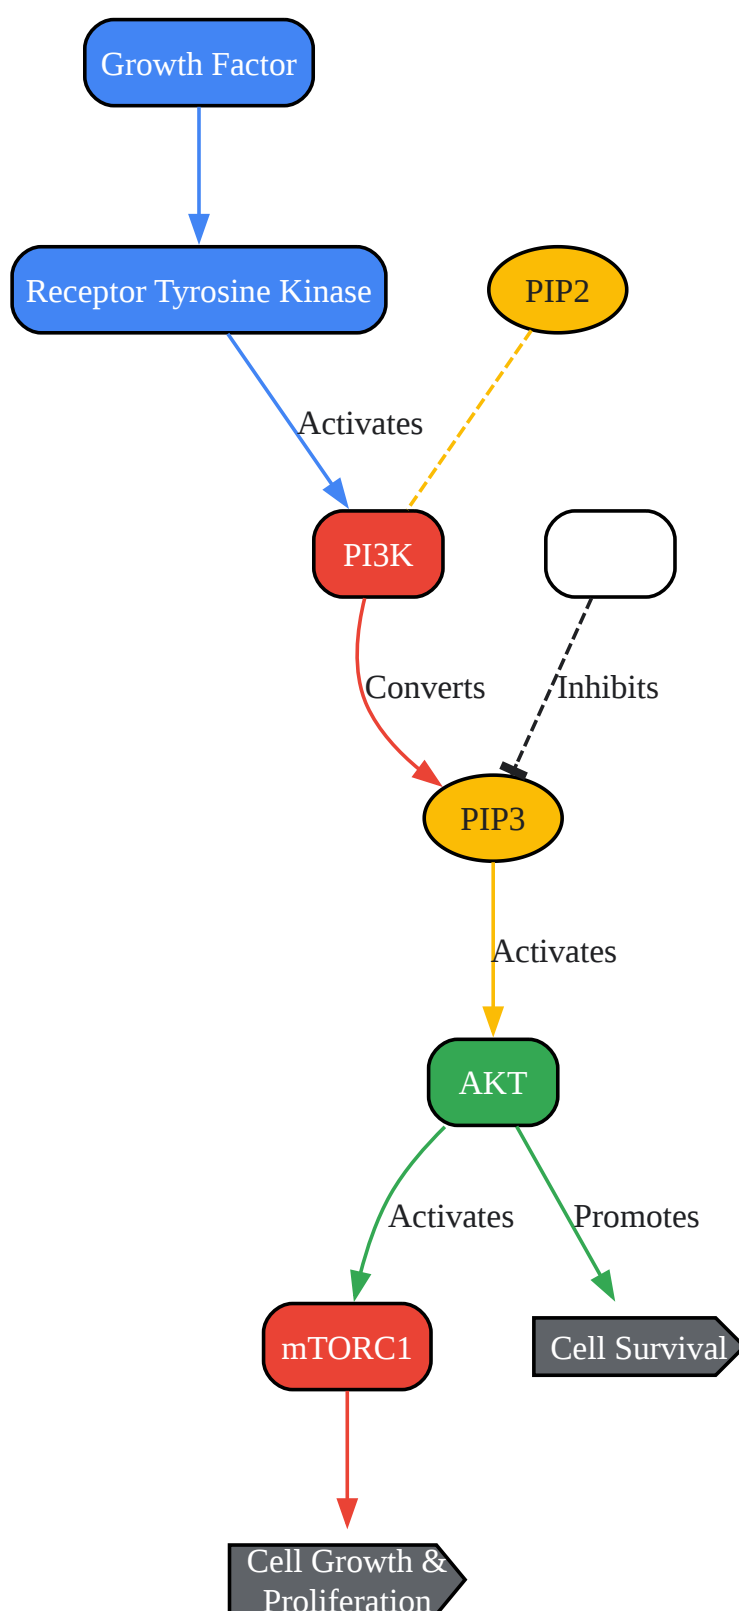 Growth Factor
Receptor Tyrosine Kinase
PIP2
Activates
PI3K
Converts
Inhibits
PIP3
Activates
AKT
Activates
Promotes
mTORC1
Cell Survival
Cell Growth &
Proliferation